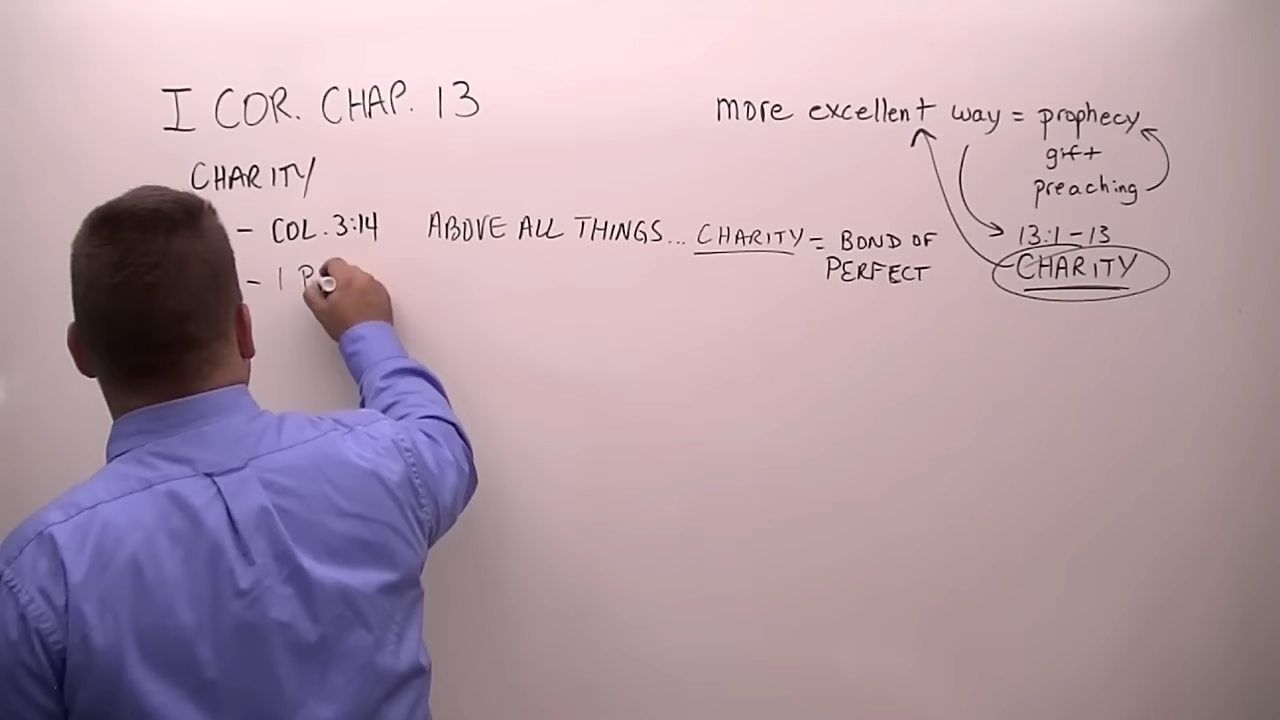 I COR. CHAP. 13
CHARITY
- COL. 3:14 ABOVE ALL THINGS... CHARITY = BOND OF
PERFECT
- 1 P
more excellent way = prophecy
gift
preaching
13:1-13
CHARITY